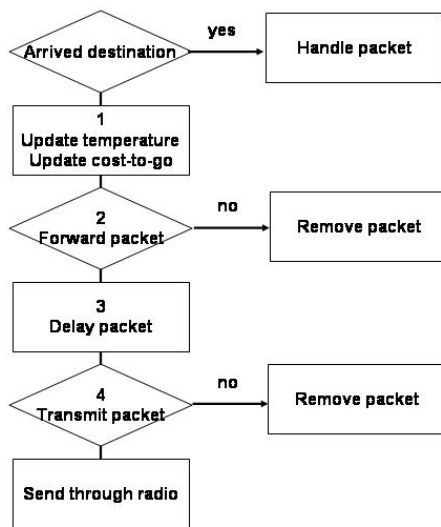 yes
Arrived destination
Handle packet
1
Update temperature
Update cost-to-go
2
Forward packet
no
Remove packet
3
Delay packet
no
4
Transmit packet
Remove packet
Send through radio